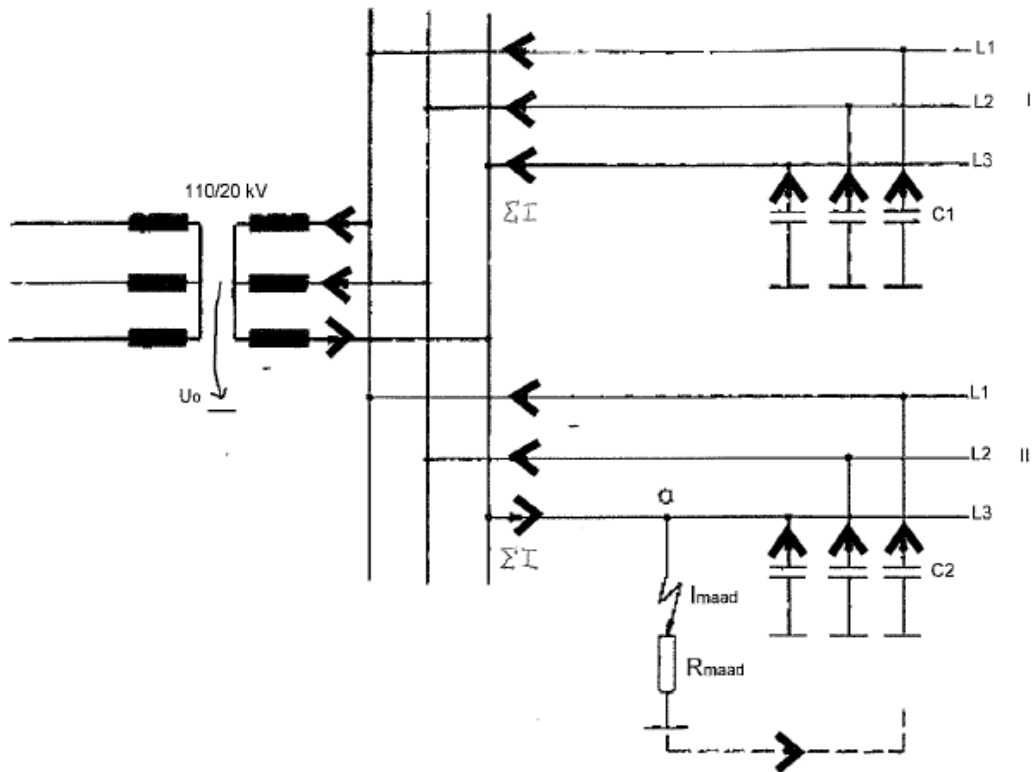 L1
L2 I
L3
110/20 kV
ΣI
C1
Uo
L1
L2 II
a
L3
ΣI
C2
Imaad
Rmaad